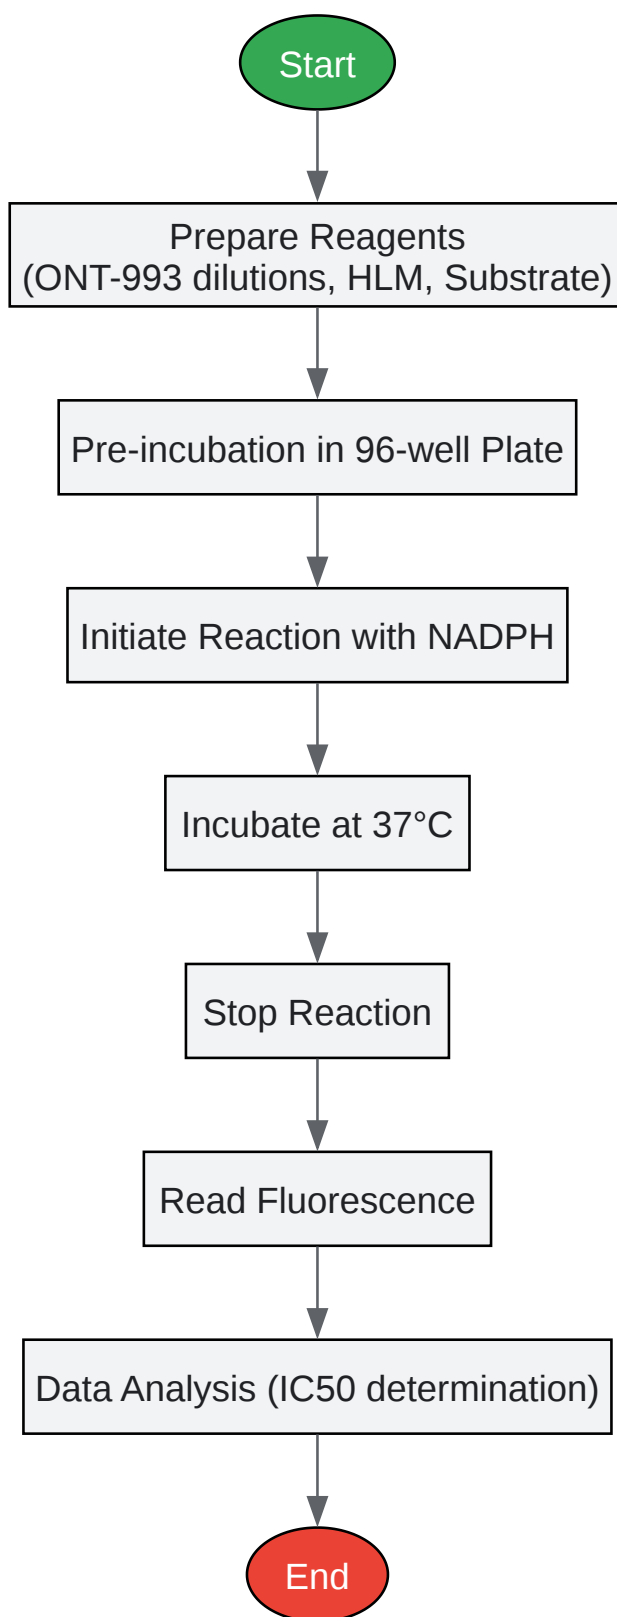 Start
Prepare Reagents
(ONT-993 dilutions, HLM, Substrate)
Pre-incubation in 96-well Plate
Initiate Reaction with NADPH
Incubate at 37°C
Stop Reaction
Read Fluorescence
Data Analysis (IC50 determination)
End